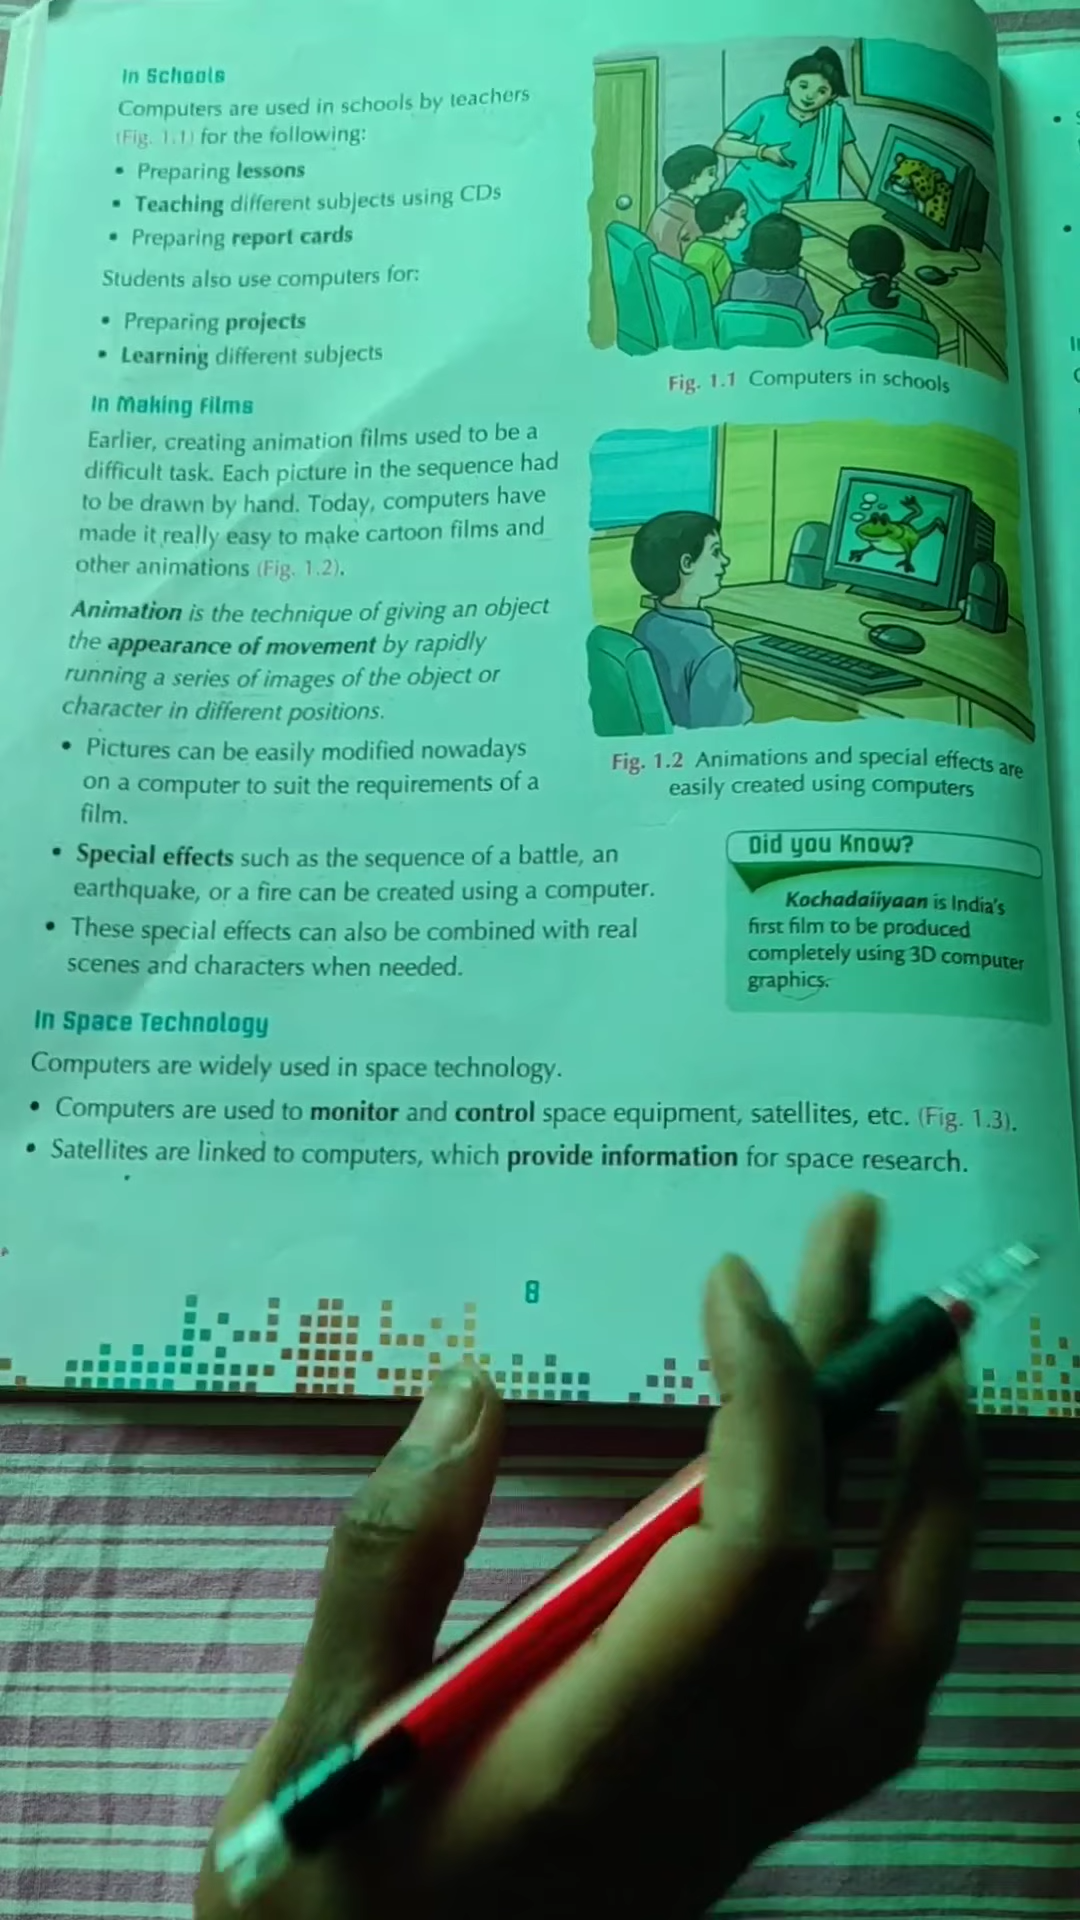 In Schools
Computers are used in schools by teachers
(Fig. 1.1) for the following:
• Preparing lessons
• Teaching different subjects using CDs
• Preparing report cards
Students also use computers for:
• Preparing projects
• Learning different subjects
Fig. 1.1 Computers in schools
In Making Films
Earlier, creating animation films used to be a
difficult task. Each picture in the sequence had
to be drawn by hand. Today, computers have
made it really easy to make cartoon films and
other animations (Fig. 1.2).
Animation is the technique of giving an object
the appearance of movement by rapidly
running a series of images of the object or
character in different positions.
• Pictures can be easily modified nowadays
on a computer to suit the requirements of a
film.
Fig. 1.2 Animations and special effects are
easily created using computers
• Special effects such as the sequence of a battle, an
earthquake, or a fire can be created using a computer.
• These special effects can also be combined with real
scenes and characters when needed.
Did you Know?
Kochadaiiyaan is India's
first film to be produced
completely using 3D computer
graphics.
In Space Technology
Computers are widely used in space technology.
• Computers are used to monitor and control space equipment, satellites, etc. (Fig. 1.3).
• Satellites are linked to computers, which provide information for space research.
8